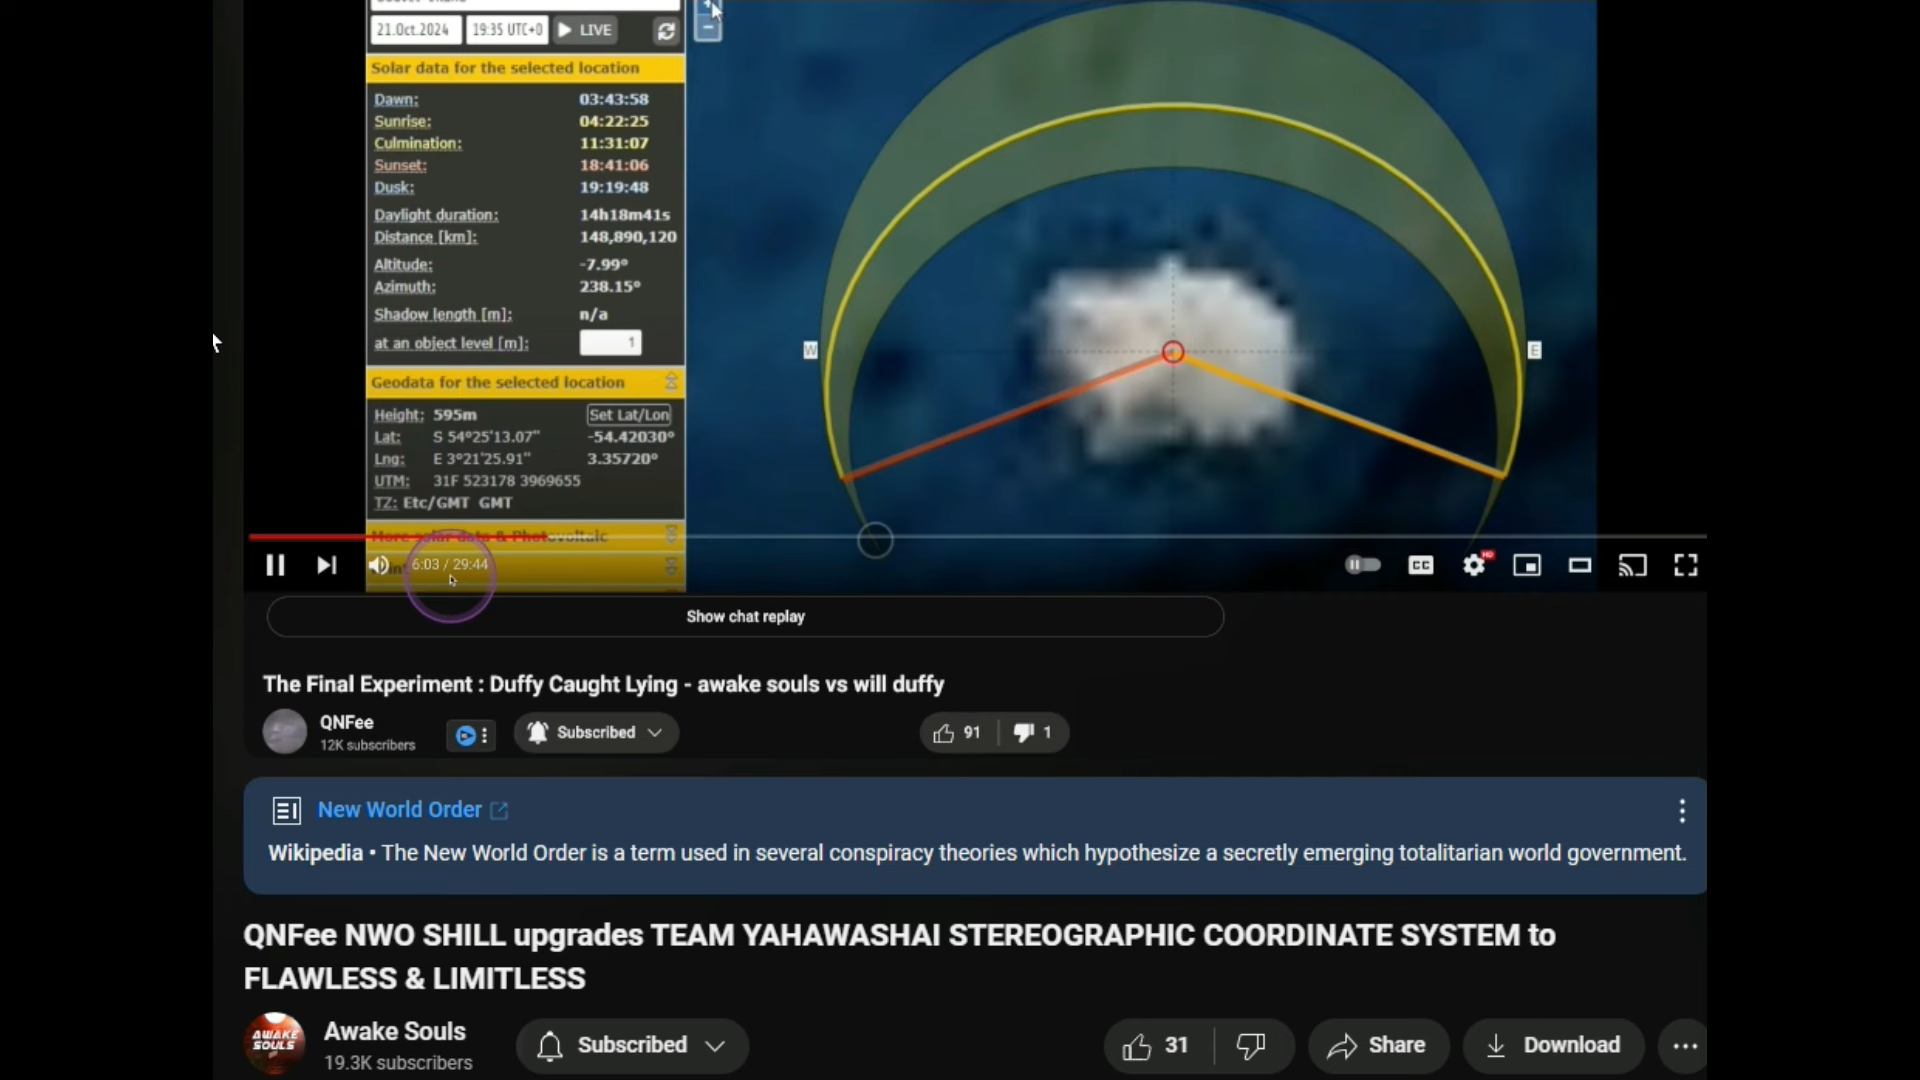 21.Oct.2024 19:35 UTC+0 LIVE
Solar data for the selected location
Dawn: 03:43:58
Sunrise: 04:22:25
Culmination: 11:31:07
Sunset: 18:41:06
Dusk: 19:19:48
Daylight duration: 14h18m41s
Distance [km]: 148,890,120
Altitude: -7.99°
Azimuth: 238.15°
Shadow length [m]: n/a
at an object level [m]: 1
W
E
Geodata for the selected location
Height: 595m Set Lat/Lon
Lat: S 54°25'13.07" -54.42030°
Lng: E 3°21'25.91" 3.35720°
UTM: 31F 523178 3969655
TZ: Etc/GMT GMT
More solar data & Photovoltaic
6:03 / 29:44
CC
HD
Show chat replay
The Final Experiment : Duffy Caught Lying - awake souls vs will duffy
QNFee
12K subscribers
Subscribed
91
1
New World Order
Wikipedia • The New World Order is a term used in several conspiracy theories which hypothesize a secretly emerging totalitarian world government.
QNFee NWO SHILL upgrades TEAM YAHAWASHAI STEREOGRAPHIC COORDINATE SYSTEM to
FLAWLESS & LIMITLESS
AWAKE
SOULS
Awake Souls
19.3K subscribers
Subscribed
31
Share
Download